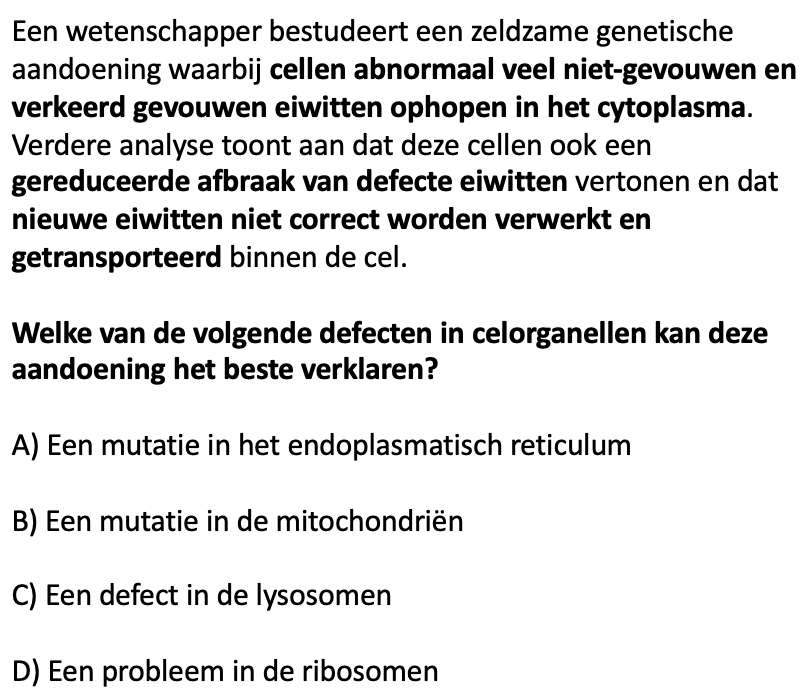 Een wetenschapper bestudeert een zeldzame genetische
aandoening waarbij cellen abnormaal veel niet-gevouwen en
verkeerd gevouwen eiwitten ophopen in het cytoplasma.
Verdere analyse toont aan dat deze cellen ook een
gereduceerde afbraak van defecte eiwitten vertonen en dat
nieuwe eiwitten niet correct worden verwerkt en
getransporteerd binnen de cel.
Welke van de volgende defecten in celorganellen kan deze
aandoening het beste verklaren?
A) Een mutatie in het endoplasmatisch reticulum
B) Een mutatie in de mitochondriën
C) Een defect in de lysosomen
D) Een probleem in de ribosomen